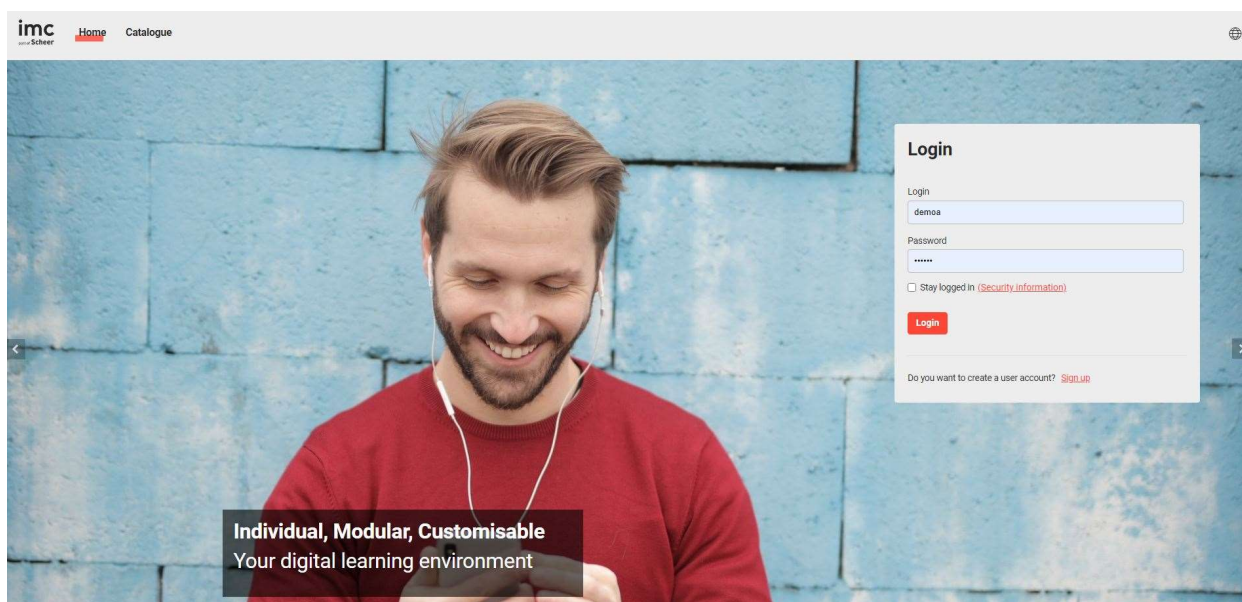 imc
part of Scheer
Home
Catalogue
Login
Login
demoa
Password
••••••
Stay logged in (Security information)
Login
Do you want to create a user account? Sign up
Individual, Modular, Customisable
Your digital learning environment